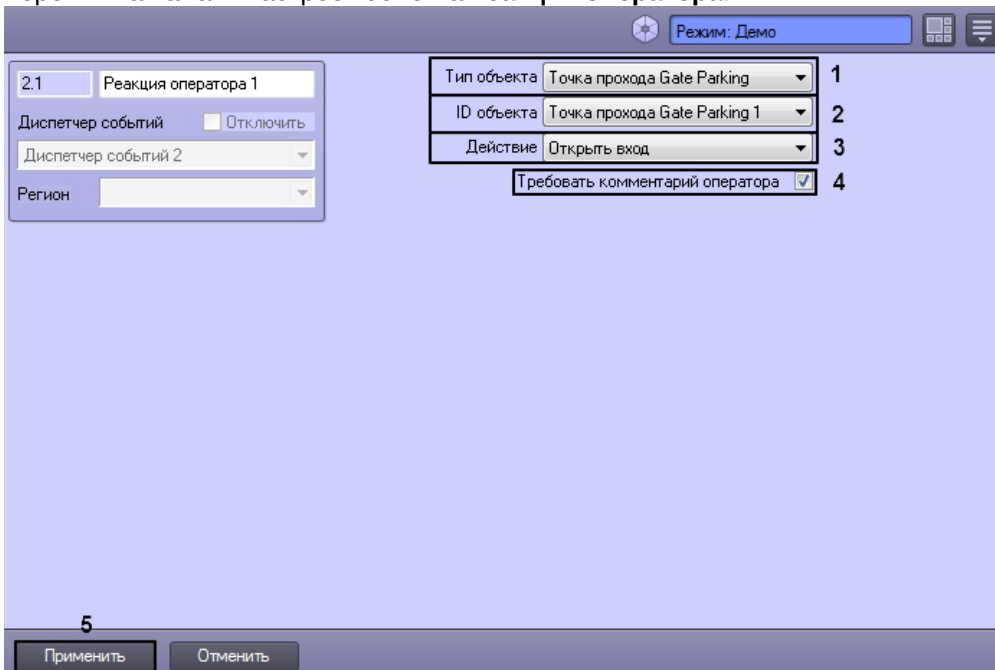 Режим: Демо
2.1 Реакция оператора 1
Диспетчер событий Отключить
Диспетчер событий 2
Регион
Тип объекта Точка прохода Gate Parking 1
ID объекта Точка прохода Gate Parking 1 2
Действие Открыть вход 3
Требовать комментарий оператора 4
5
Применить Отменить